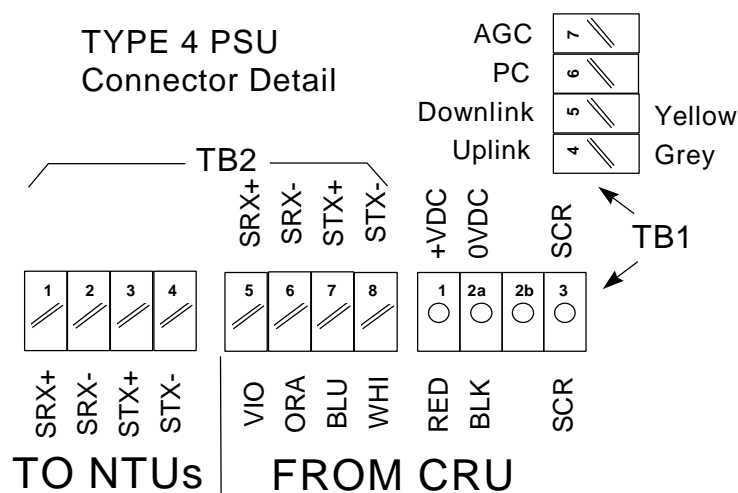 TYPE 4 PSU
Connector Detail
AGC 7
PC 6
Downlink 5 Yellow
Uplink 4 Grey
TB2
TB1
SRX+ SRX- STX+ STX- +VDC 0VDC SCR
1 2 3 4 5 6 7 8 1 2a 2b 3
SRX+ SRX- STX+ STX- VIO ORA BLU WHI RED BLK SCR
TO NTUs FROM CRU